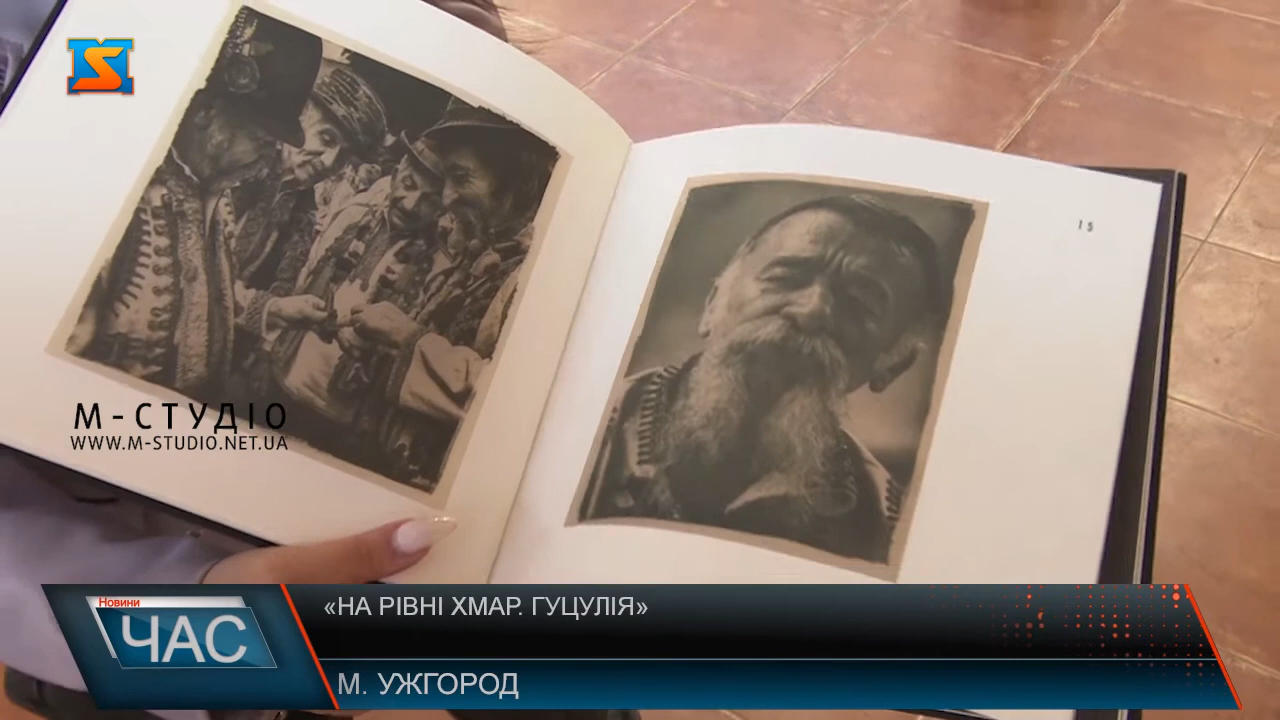 15
М-СТУДІО
WWW.M-STUDIO.NET.UA
Новини
ЧАС
«НА РІВНІ ХМАР. ГУЦУЛІЯ»
М. УЖГОРОД